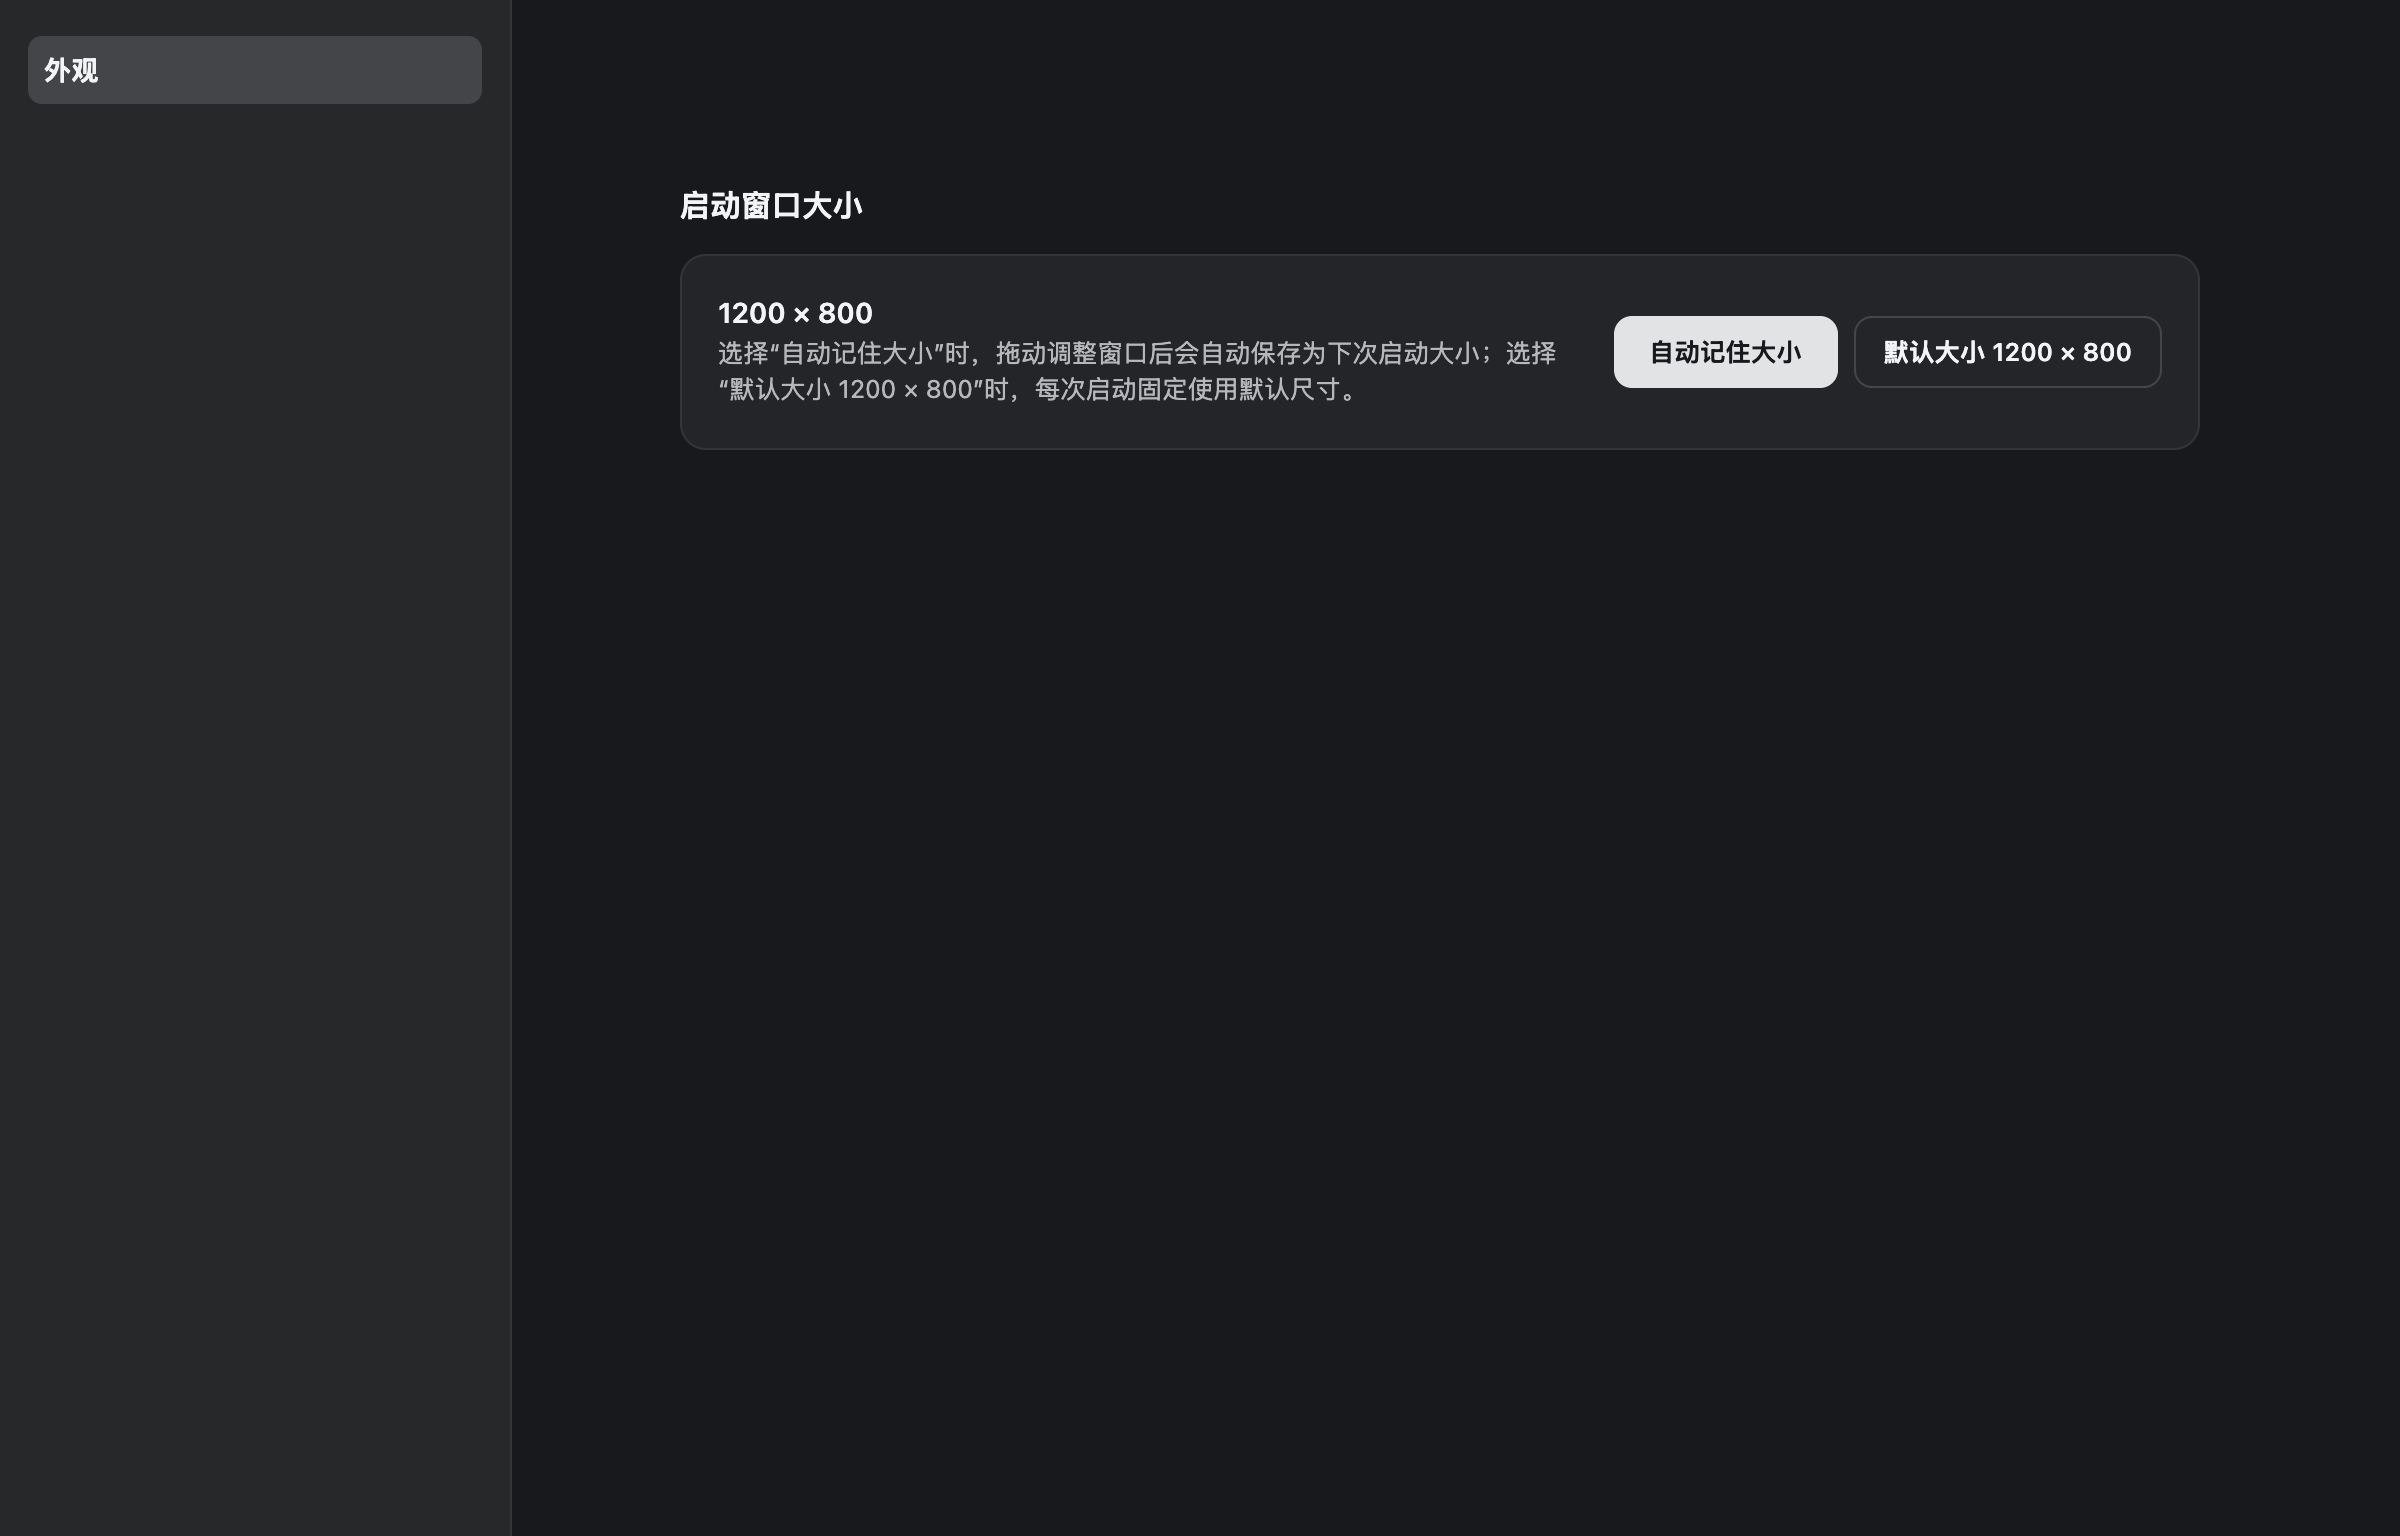 外观
启动窗口大小
1200 × 800
选择“自动记住大小”时，拖动调整窗口后会自动保存为下次启动大小；选择
“默认大小 1200 × 800”时，每次启动固定使用默认尺寸。
自动记住大小
默认大小 1200 × 800